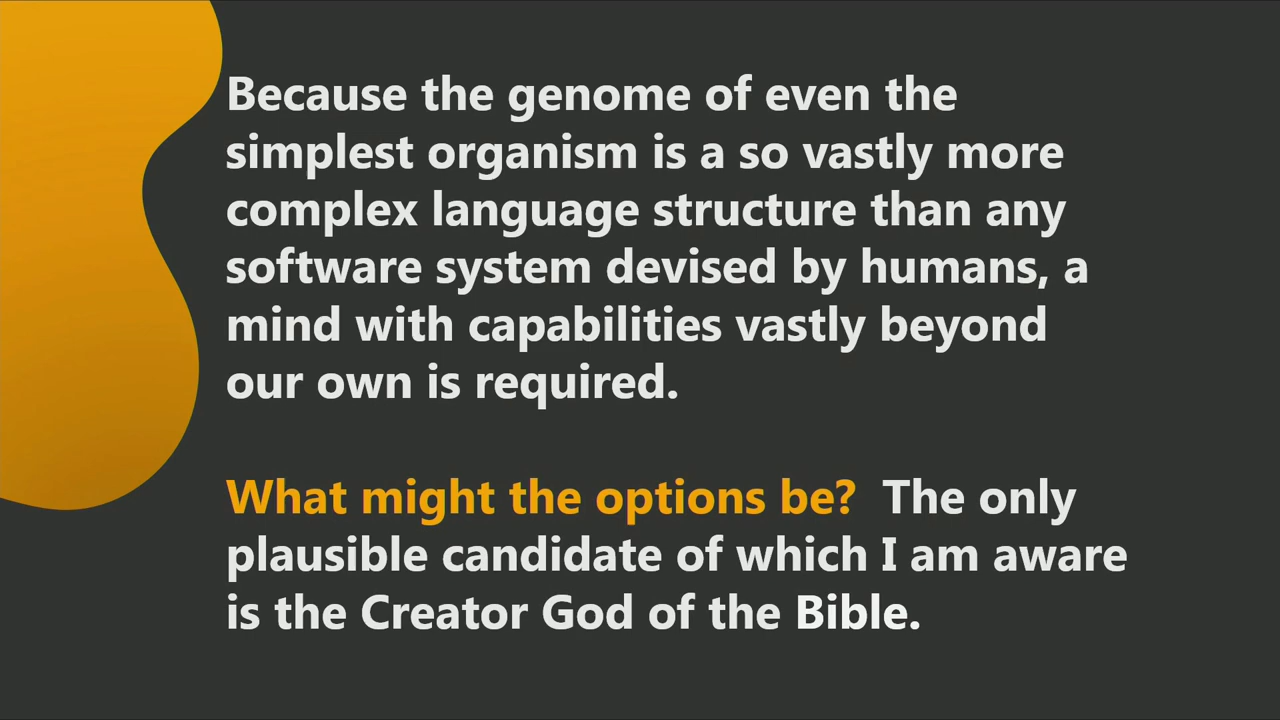 Because the genome of even the
simplest organism is a so vastly more
complex language structure than any
software system devised by humans, a
mind with capabilities vastly beyond
our own is required.
What might the options be? The only
plausible candidate of which I am aware
is the Creator God of the Bible.